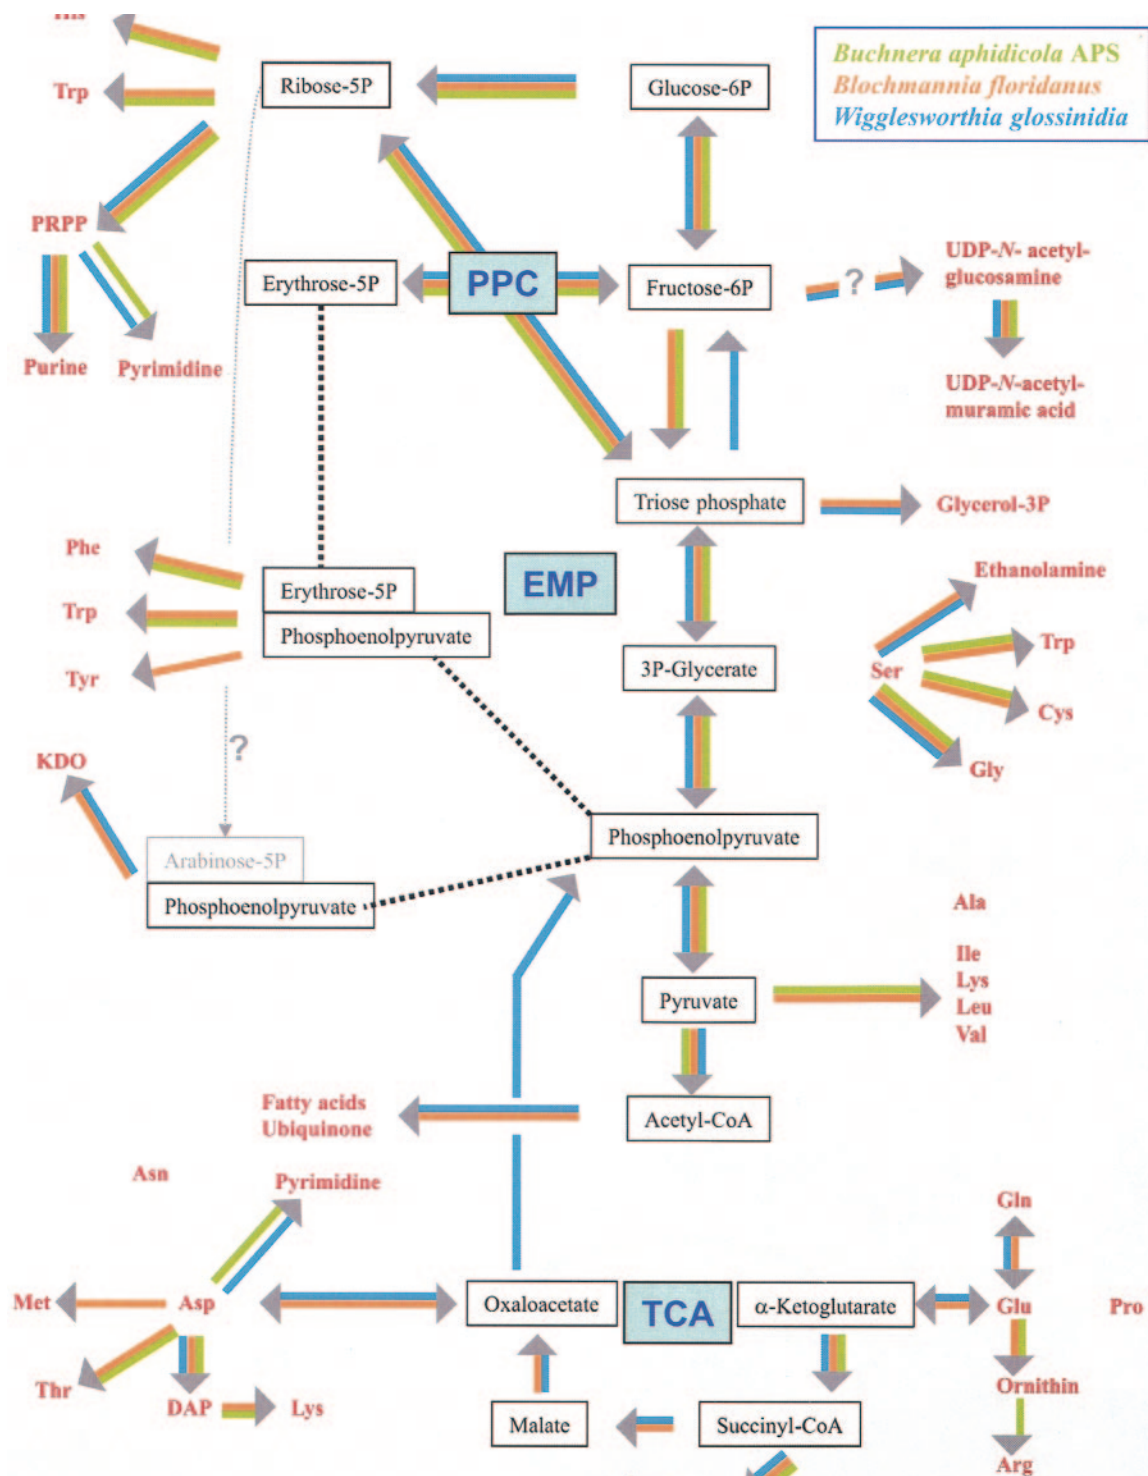 His
Buchnera aphidicola APS
Blochmannia floridanus
Wigglesworthia glossinidia
Trp
Ribose-5P
Glucose-6P
PRPP
Erythrose-5P
PPC
Fructose-6P
?
UDP-N- acetyl-
glucosamine
Purine
Pyrimidine
UDP-N-acetyl-
muramic acid
Triose phosphate
Glycerol-3P
Phe
Erythrose-5P
EMP
Ethanolamine
Trp
Phosphoenolpyruvate
Trp
Tyr
3P-Glycerate
Ser
Cys
Gly
KDO
?
Arabinose-5P
Phosphoenolpyruvate
Phosphoenolpyruvate
Ala
Ile
Lys
Leu
Val
Pyruvate
Fatty acids
Ubiquinone
Acetyl-CoA
Asn
Pyrimidine
Gln
Met
Asp
Oxaloacetate
TCA
α-Ketoglutarate
Glu
Pro
Thr
DAP
Lys
Malate
Succinyl-CoA
Ornithin
Arg